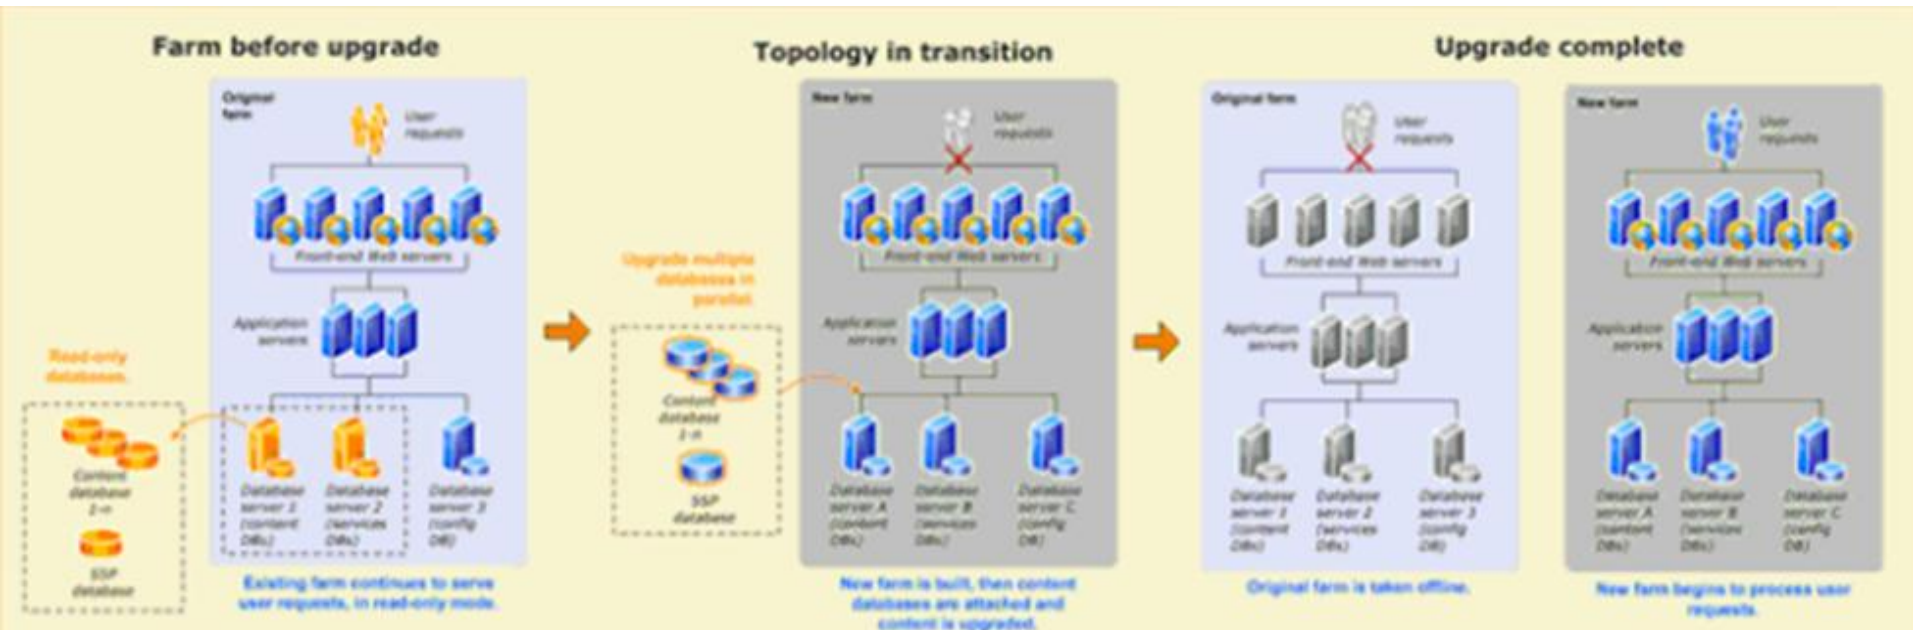 Farm before upgrade
Original
farm
User
requests
Front-end Web servers
Application
servers
Read-only
databases.
Content
database
1-n
SSP
database
Database
server 1
(content
DBs)
Database
server 2
(services
DBs)
Database
server 3
(config
DB)
Existing farm continues to serve
user requests, in read-only mode.
Topology in transition
New farm
User
requests
Front-end Web servers
Upgrade multiple
databases in
parallel.
Application
servers
Content
database
1-n
SSP
database
Database
server A
(content
DBs)
Database
server B
(services
DBs)
Database
server C
(config
DB)
New farm is built, then content
databases are attached and
content is upgraded.
Upgrade complete
Original farm
User
requests
Front-end Web servers
Application
servers
Database
server 1
(content
DBs)
Database
server 2
(services
DBs)
Database
server 3
(config
DB)
Original farm is taken offline.
New farm
User
requests
Front-end Web servers
Application
servers
Database
server A
(content
DBs)
Database
server B
(services
DBs)
Database
server C
(config
DB)
New farm begins to process user
requests.